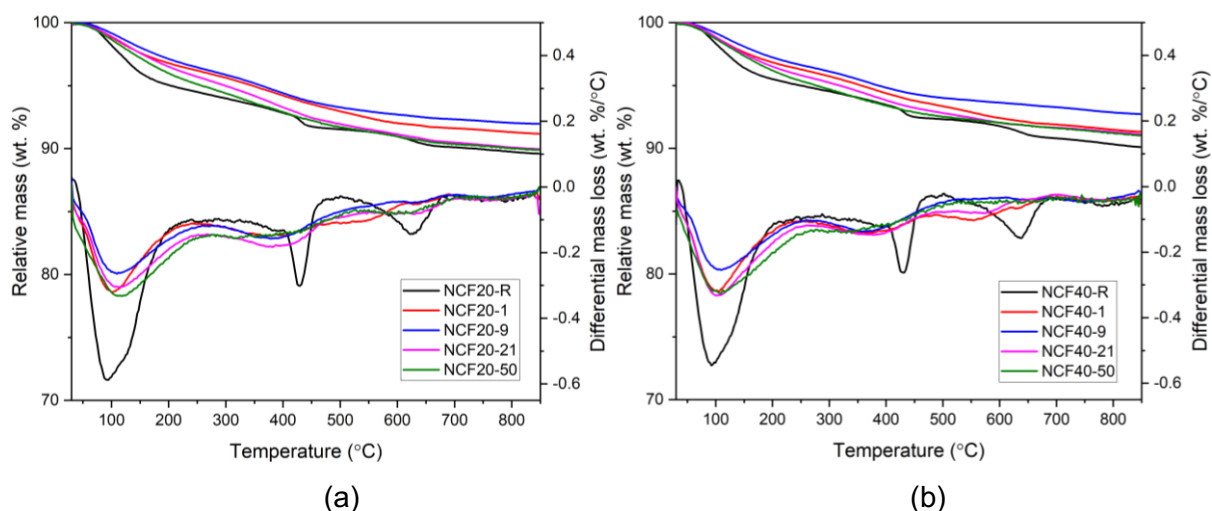 100
90
80
70
Relative mass (wt. %)
0.4
0.2
0.0
-0.2
-0.4
-0.6
Differential mass loss (wt. %/°C)
NCF20-R
NCF20-1
NCF20-9
NCF20-21
NCF20-50
100 200 300 400 500 600 700 800
Temperature (°C)
(a)
100
90
80
70
Relative mass (wt. %)
0.4
0.2
0.0
-0.2
-0.4
-0.6
Differential mass loss (wt. %/°C)
NCF40-R
NCF40-1
NCF40-9
NCF40-21
NCF40-50
100 200 300 400 500 600 700 800
Temperature (°C)
(b)